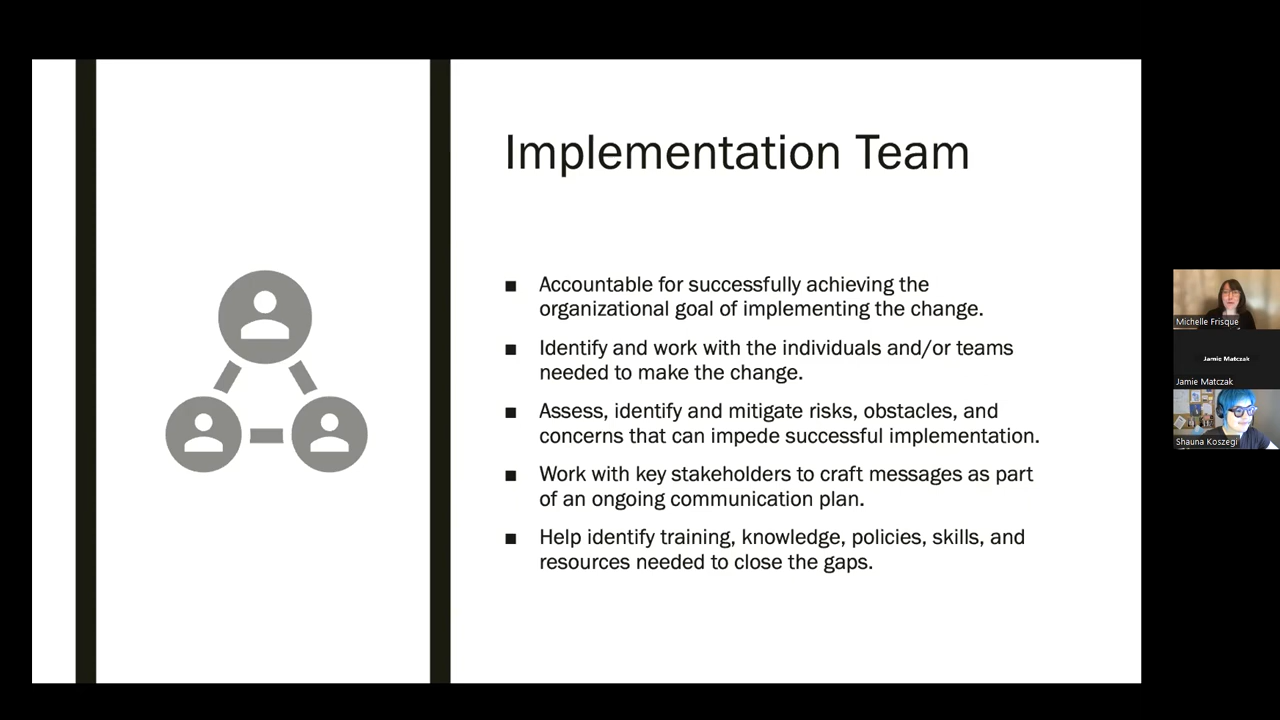 Implementation Team
■ Accountable for successfully achieving the
organizational goal of implementing the change.
■ Identify and work with the individuals and/or teams
needed to make the change.
■ Assess, identify and mitigate risks, obstacles, and
concerns that can impede successful implementation.
■ Work with key stakeholders to craft messages as part
of an ongoing communication plan.
■ Help identify training, knowledge, policies, skills, and
resources needed to close the gaps.
Michelle Frisque
Jamie Matczak
Jamie Matczak
Shauna Koszegi